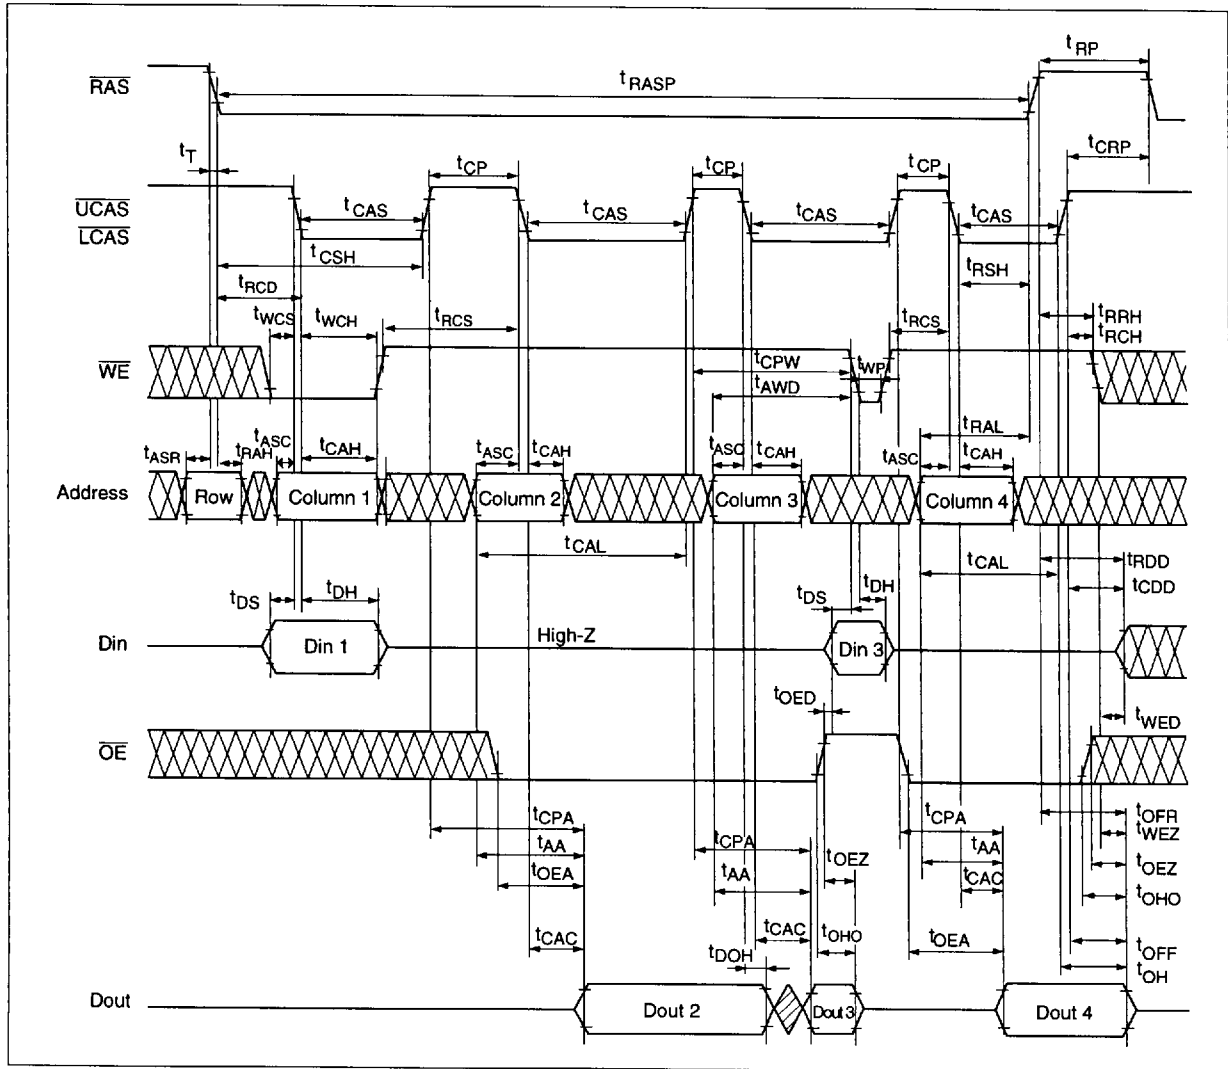 tRP
RAS
tRASP
tT
tCP
tCP
tCP
tCRP
UCAS
LCAS
tCAS
tCAS
tCAS
tCAS
tCSH
tRSH
tRCD
tWCS
tWCH
tRCS
tRCS
tRRH
tRCH
WE
tCPW
tWP
tAWD
tRAL
tASR
tRAH
tASC
tCAH
tASC
tCAH
tASC
tCAH
tASC
tCAH
Address
Row
Column 1
Column 2
Column 3
Column 4
tCAL
tCAL
tRDD
tCDD
tDS
tDH
tDS
tDH
Din
Din 1
High-Z
Din 3
tOED
tWED
OE
tCPA
tCPA
tCPA
tOFR
tWEZ
tAA
tAA
tOEZ
tAA
tOEZ
tOEA
tCAC
tOHO
tCAC
tCAC
tOHO
tOEA
tOFF
tDOH
tOH
Dout
Dout 2
Dout 3
Dout 4